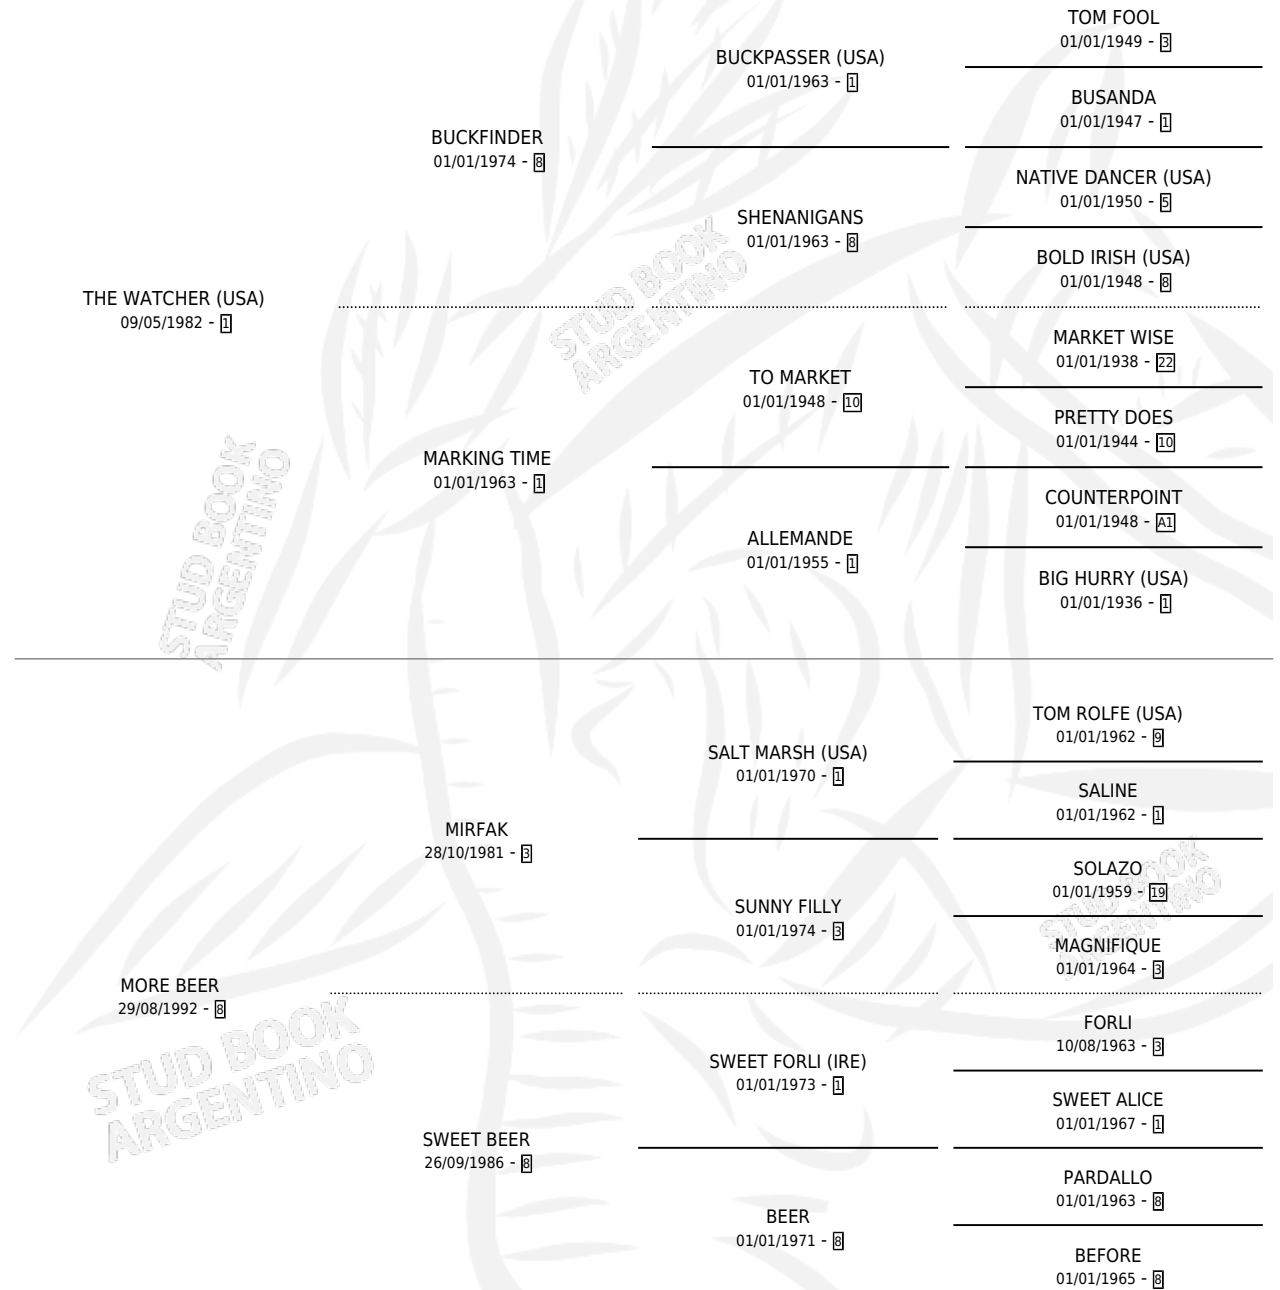 TOM FOOL
01/01/1949 - 3
BUCKPASSER (USA)
01/01/1963 - 1
BUSANDA
01/01/1947 - 1
BUCKFINDER
01/01/1974 - 8
NATIVE DANCER (USA)
01/01/1950 - 5
SHENANIGANS
01/01/1963 - 8
BOLD IRISH (USA)
01/01/1948 - 8
THE WATCHER (USA)
09/05/1982 - 1
MARKET WISE
01/01/1938 - 22
TO MARKET
01/01/1948 - 10
PRETTY DOES
01/01/1944 - 10
MARKING TIME
01/01/1963 - 1
COUNTERPOINT
01/01/1948 - A1
ALLEMANDE
01/01/1955 - 1
BIG HURRY (USA)
01/01/1936 - 1
TOM ROLFE (USA)
01/01/1962 - 9
SALT MARSH (USA)
01/01/1970 - 1
SALINE
01/01/1962 - 1
MIRFAK
28/10/1981 - 3
SOLAZO
01/01/1959 - 19
SUNNY FILLY
01/01/1974 - 3
MAGNIFIQUE
01/01/1964 - 3
MORE BEER
29/08/1992 - 8
FORLI
10/08/1963 - 3
SWEET FORLI (IRE)
01/01/1973 - 1
SWEET ALICE
01/01/1967 - 1
SWEET BEER
26/09/1986 - 8
PARDALLO
01/01/1963 - 8
BEER
01/01/1971 - 8
BEFORE
01/01/1965 - 8
STUD BOOK
ARGENTINO
STUD BOOK
ARGENTINO
STUD BOOK
ARGENTINO
STUD BOOK
ARGENTINO